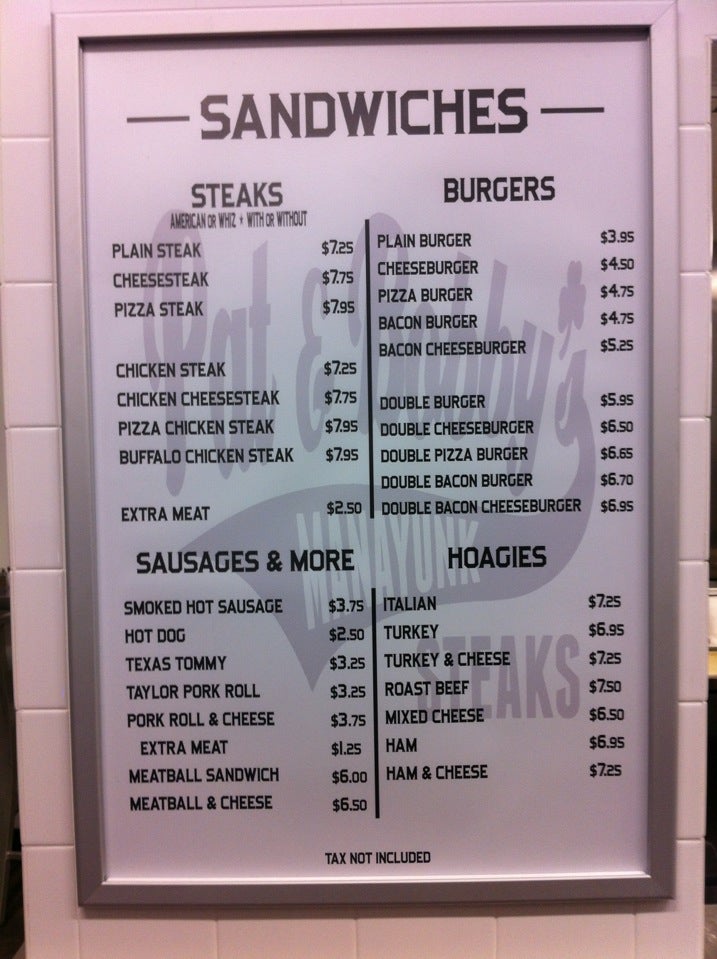 SANDWICHES
STEAKS
AMERICAN OR WHIZ * WITH OR WITHOUT
PLAIN STEAK $7.25
CHEESESTEAK $7.75
PIZZA STEAK $7.95
CHICKEN STEAK $7.25
CHICKEN CHEESESTEAK $7.75
PIZZA CHICKEN STEAK $7.95
BUFFALO CHICKEN STEAK $7.95
EXTRA MEAT $2.50
BURGERS
PLAIN BURGER $3.95
CHEESEBURGER $4.50
PIZZA BURGER $4.75
BACON BURGER $4.75
BACON CHEESEBURGER $5.25
DOUBLE BURGER $5.95
DOUBLE CHEESEBURGER $6.50
DOUBLE PIZZA BURGER $6.65
DOUBLE BACON BURGER $6.70
DOUBLE BACON CHEESEBURGER $6.95
SAUSAGES & MORE
SMOKED HOT SAUSAGE $3.75
HOT DOG $2.50
TEXAS TOMMY $3.25
TAYLOR PORK ROLL $3.25
PORK ROLL & CHEESE $3.75
EXTRA MEAT $1.25
MEATBALL SANDWICH $6.00
MEATBALL & CHEESE $6.50
HOAGIES
ITALIAN $7.25
TURKEY $6.95
TURKEY & CHEESE $7.25
ROAST BEEF $7.50
MIXED CHEESE $6.50
HAM $6.95
HAM & CHEESE $7.25
TAX NOT INCLUDED
Pat &
MANAYUNK
STEAKS